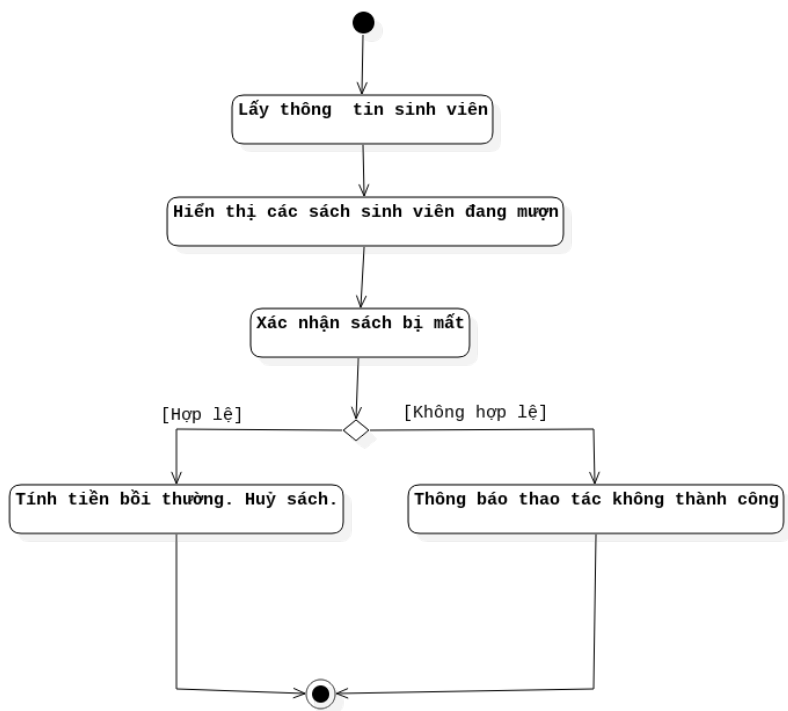 Lấy thông  tin sinh viên
Hiển thị các sách sinh viên đang mượn
Xác nhận sách bị mất
[Hợp lệ]
[Không hợp lệ]
Tính tiền bồi thường. Huỷ sách.
Thông báo thao tác không thành công